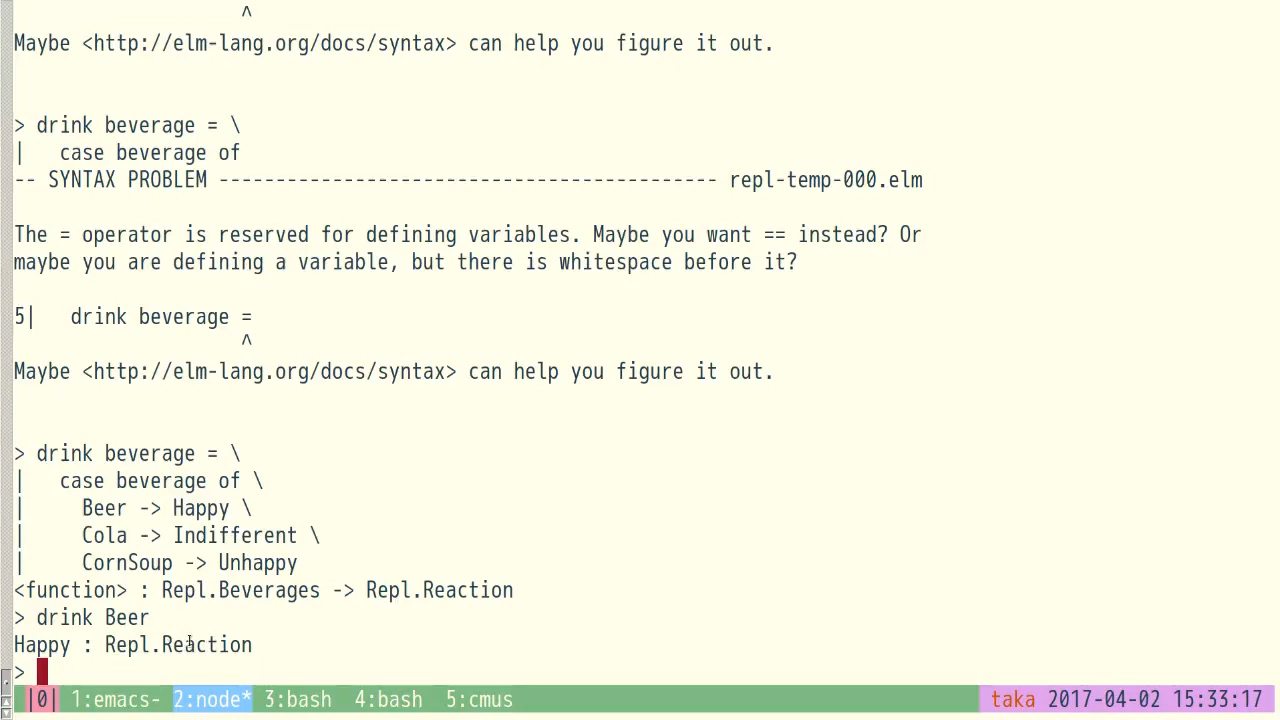 ^
Maybe <http://elm-lang.org/docs/syntax> can help you figure it out.
> drink beverage = \
|   case beverage of
-- SYNTAX PROBLEM -------------------------------------------- repl-temp-000.elm
The = operator is reserved for defining variables. Maybe you want == instead? Or
maybe you are defining a variable, but there is whitespace before it?
5|   drink beverage =
^
Maybe <http://elm-lang.org/docs/syntax> can help you figure it out.
> drink beverage = \
|   case beverage of \
|     Beer -> Happy \
|     Cola -> Indifferent \
|     CornSoup -> Unhappy
<function> : Repl.Beverages -> Repl.Reaction
> drink Beer
Happy : Repl.Reaction
>
|0| 1:emacs- 2:node* 3:bash 4:bash 5:cmus taka 2017-04-02 15:33:17